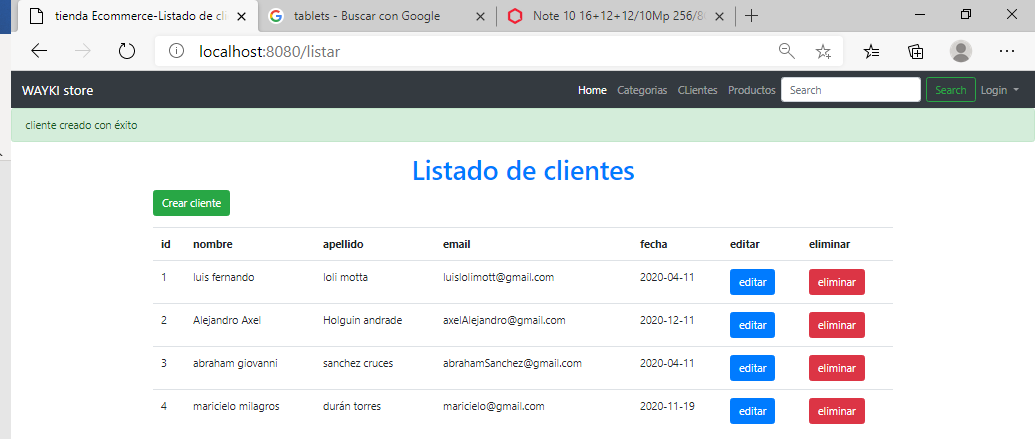 tienda Ecommerce-Listado de cli
tablets - Buscar con Google
Note 10 16+12+12/10Mp 256/8
localhost:8080/listar
WAYKI store Home Categorias CLientes Productos Search Search Login
cliente creado con éxito
Listado de clientes
Crear cliente
id nombre apellido email fecha editar eliminar
1 luis fernando loli motta luislolimott@gmail.com 2020-04-11 editar eliminar
2 Alejandro Axel Holguin andrade axelAlejandro@gmail.com 2020-12-11 editar eliminar
3 abraham giovanni sanchez cruces abrahamSanchez@gmail.com 2020-04-11 editar eliminar
4 maricielo milagros durán torres maricielo@gmail.com 2020-11-19 editar eliminar